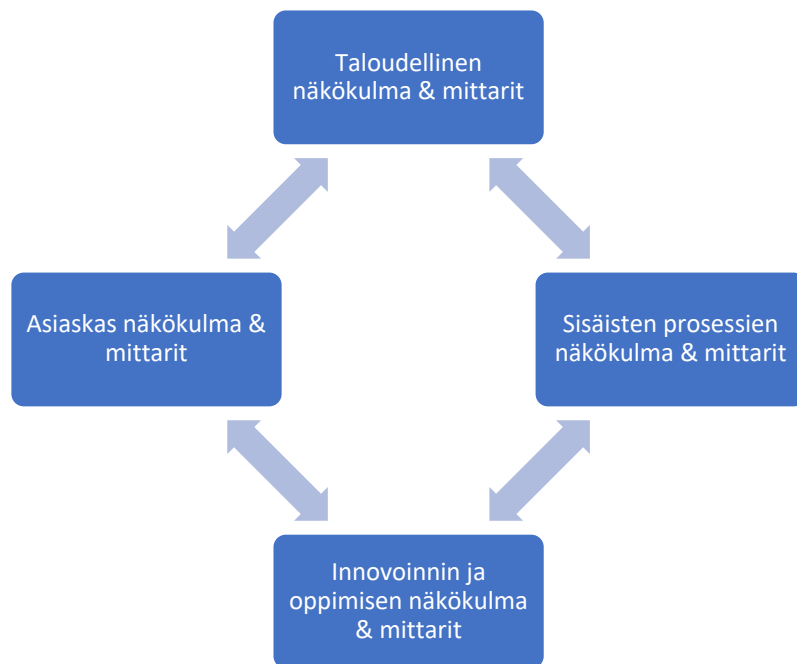 Taloudellinen
näkökulma & mittarit
Asiaskas näkökulma &
mittarit
Sisäisten prosessien
näkökulma & mittarit
Innovoinnin ja
oppimisen näkökulma
& mittarit